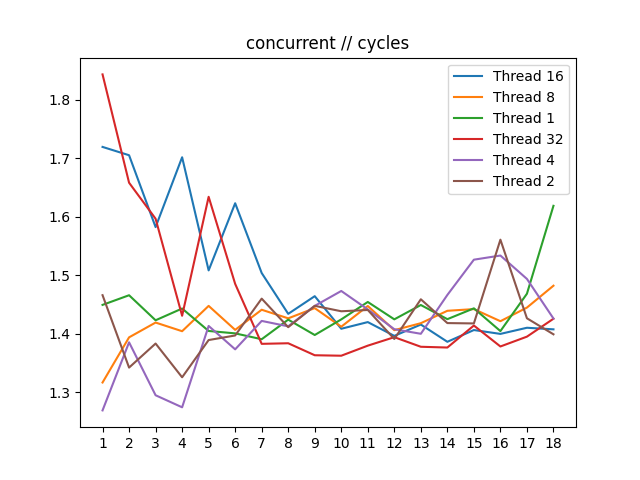 concurrent // cycles
Thread 16
Thread 8
Thread 1
Thread 32
Thread 4
Thread 2
1.8
1.7
1.6
1.5
1.4
1.3
1 2 3 4 5 6 7 8 9 10 11 12 13 14 15 16 17 18